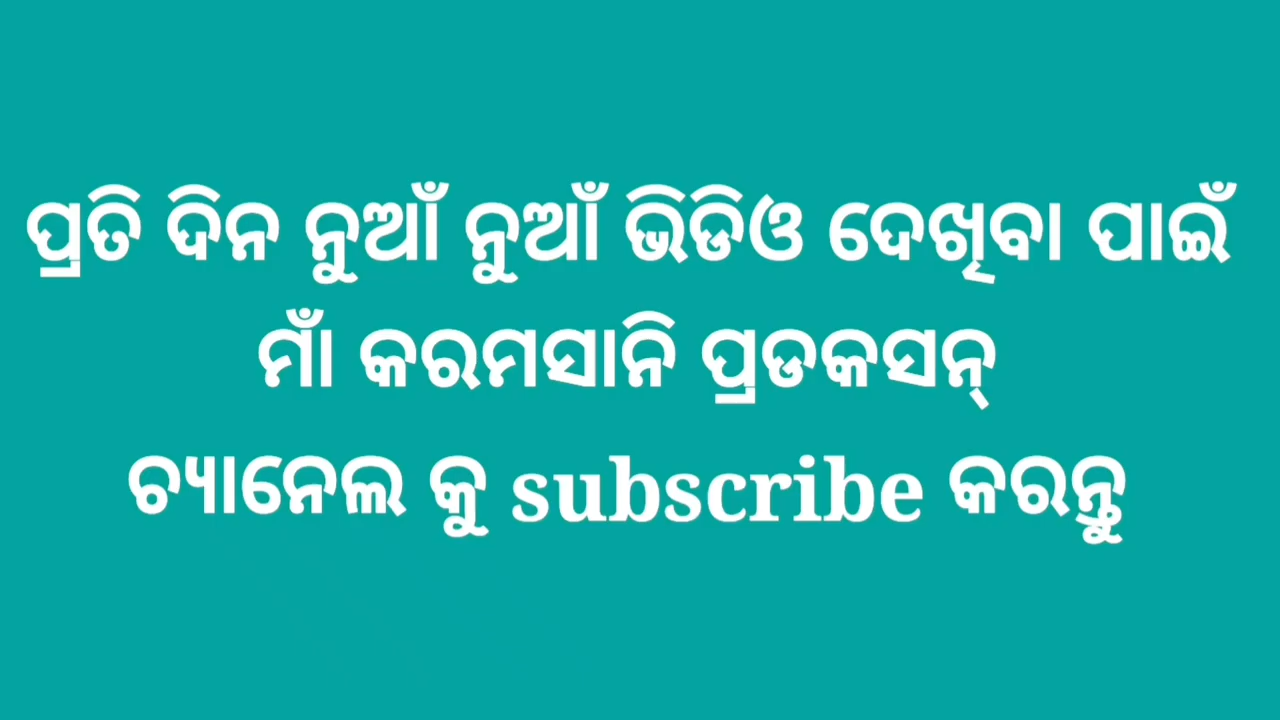 ପ୍ରତି ଦିନ ନୁଆଁ ନୁଆଁ ଭିଡିଓ ଦେଖିବା ପାଇଁ
ମାଁ କରମସାନି ପ୍ରଡକସନ୍
ଚ୍ୟାନେଲ କୁ subscribe କରନ୍ତୁ